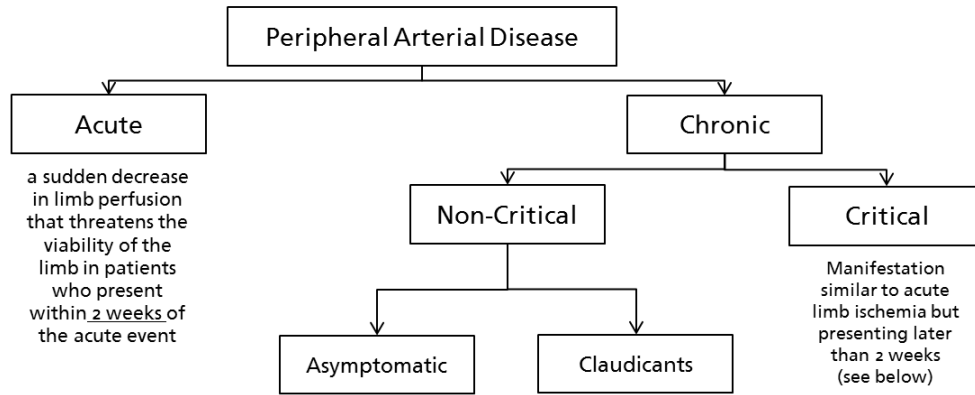 Peripheral Arterial Disease
Acute
Chronic
a sudden decrease
in limb perfusion
that threatens the
viability of the
limb in patients
who present
within 2 weeks of
the acute event
Non-Critical
Critical
Manifestation
similar to acute
limb ischemia but
presenting later
than 2 weeks
(see below)
Asymptomatic
Claudicants